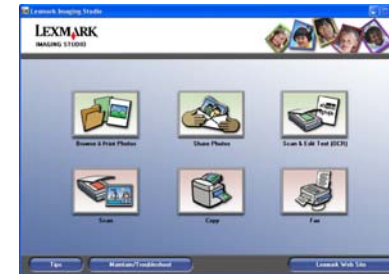 Lexmark Imaging Studio
LEXMARK
IMAGING STUDIO
Browse & Print Photos
Share Photos
Scan & Edit Text (OCR)
Scan
Copy
Fax
Tips
Maintain/Troubleshoot
Lexmark Web Site